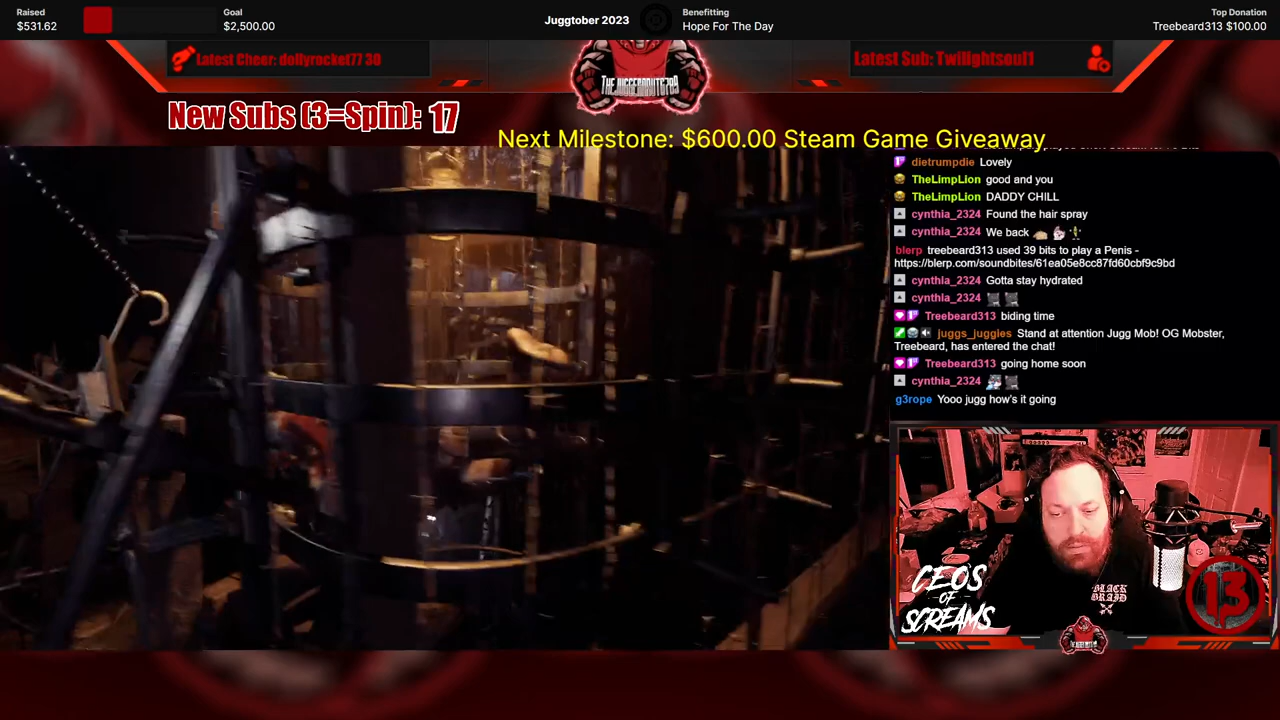 Raised
$531.62
Goal
$2,500.00
Juggtober 2023
Benefitting
Hope For The Day
Top Donation
Treebeard313 $100.00
Latest Cheer: dollyrocket77 30
Latest Sub: Twilightsoul1
THEJUGGERNAUT6789
New Subs (3=Spin): 17
Next Milestone: $600.00 Steam Game Giveaway
dietrumpdie Lovely
TheLimpLion good and you
TheLimpLion DADDY CHILL
cynthia_2324 Found the hair spray
cynthia_2324 We back
blerp treebeard313 used 39 bits to play a Penis -
https://blerp.com/soundbites/61ea05e8cc87fd60cbf9c9bd
cynthia_2324 Gotta stay hydrated
cynthia_2324
Treebeard313 biding time
juggs_juggles Stand at attention Jugg Mob! OG Mobster,
Treebeard, has entered the chat!
Treebeard313 going home soon
cynthia_2324
g3rope Yooo jugg how's it going
CEOS
OF
SCREAMS
BLACK
BRAID
13